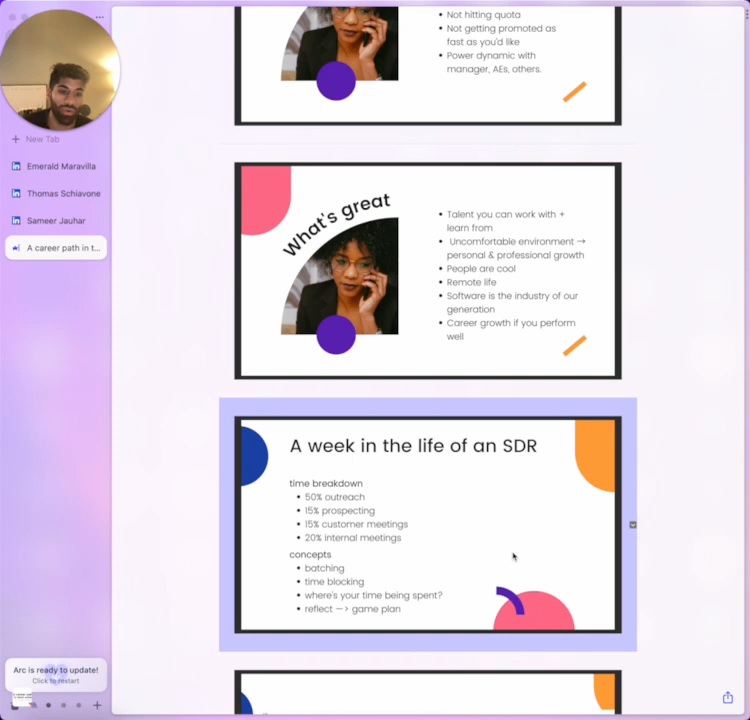 New Tab
Emerald Maravilla
Thomas Schiavone
Sameer Jauhar
A career path in t...
Arc is ready to update!
Click to restart
• Not hitting quota
• Not getting promoted as
fast as you'd like
• Power dynamic with
manager, AEs, others.
What's great
• Talent you can work with +
learn from
• Uncomfortable environment →
personal & professional growth
• People are cool
• Remote life
• Software is the industry of our
generation
• Career growth if you perform
well
A week in the life of an SDR
time breakdown
• 50% outreach
• 15% prospecting
• 15% customer meetings
• 20% internal meetings
concepts
• batching
• time blocking
• where's your time being spent?
• reflect —> game plan